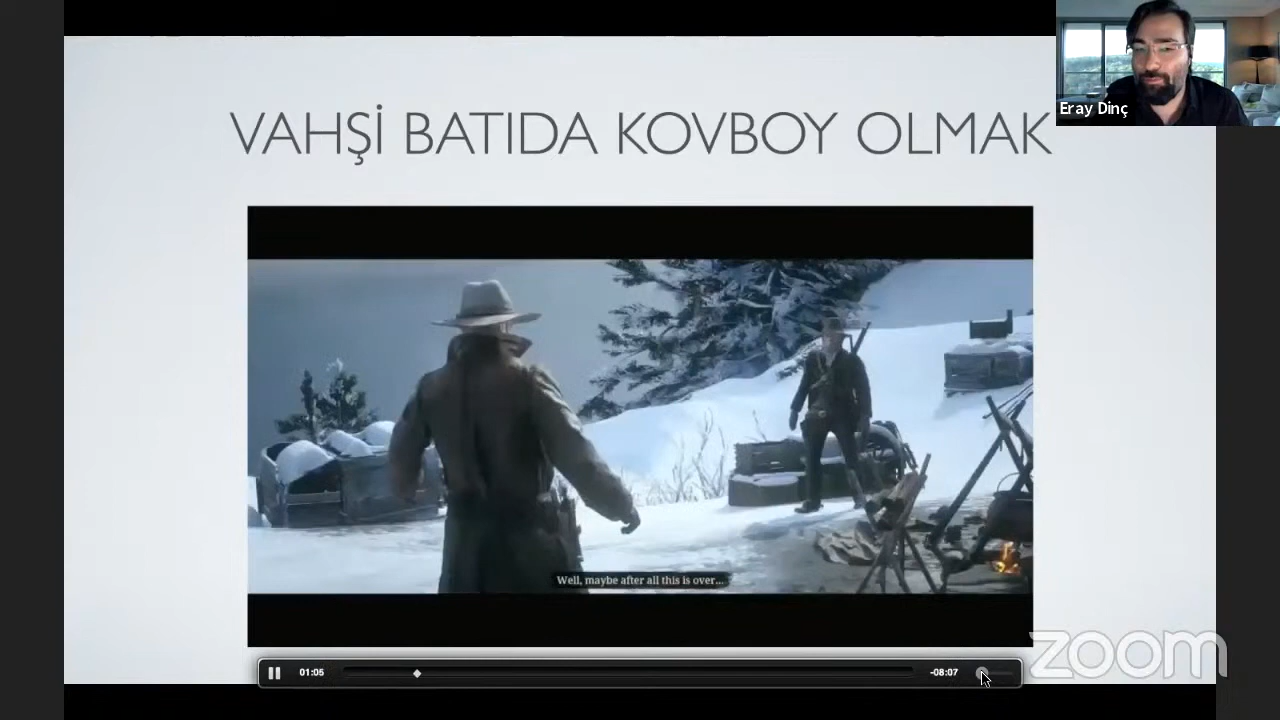 Eray Dinç
VAHŞİ BATIDA KOVBOY OLMAK
Well, maybe after all this is over...
01:05
-08:07
zoom